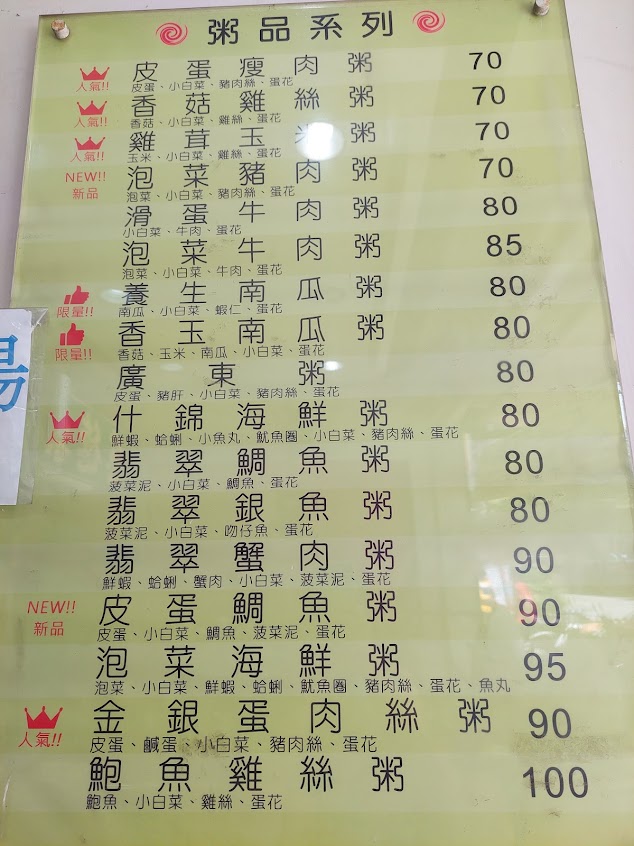 粥品系列
人氣!! 皮蛋瘦肉粥 70
皮蛋、小白菜、豬肉絲、蛋花
人氣!! 香菇雞絲粥 70
香菇、小白菜、雞絲、蛋花
人氣!! 雞茸玉米粥 70
玉米、小白菜、雞絲、蛋花
NEW!! 新品 泡菜豬肉粥 70
泡菜、小白菜、豬肉絲、蛋花
滑蛋牛肉粥 80
小白菜、牛肉、蛋花
泡菜牛肉粥 85
泡菜、小白菜、牛肉、蛋花
限量!! 養生南瓜粥 80
南瓜、小白菜、蝦仁、蛋花
限量!! 香玉南瓜粥 80
香菇、玉米、南瓜、小白菜、蛋花
廣東粥 80
皮蛋、豬肝、小白菜、豬肉絲、蛋花
人氣!! 什錦海鮮粥 80
鮮蝦、蛤蜊、小魚丸、魷魚圈、小白菜、豬肉絲、蛋花
翡翠鯛魚粥 80
菠菜泥、小白菜、鯛魚、蛋花
翡翠銀魚粥 80
菠菜泥、小白菜、吻仔魚、蛋花
翡翠蟹肉粥 90
鮮蝦、蛤蜊、蟹肉、小白菜、菠菜泥、蛋花
NEW!! 新品 皮蛋鯛魚粥 90
皮蛋、小白菜、鯛魚、菠菜泥、蛋花
泡菜海鮮粥 95
泡菜、小白菜、鮮蝦、蛤蜊、魷魚圈、豬肉絲、蛋花、魚丸
人氣!! 金銀蛋肉絲粥 90
皮蛋、鹹蛋、小白菜、豬肉絲、蛋花
鮑魚雞絲粥 100
鮑魚、小白菜、雞絲、蛋花